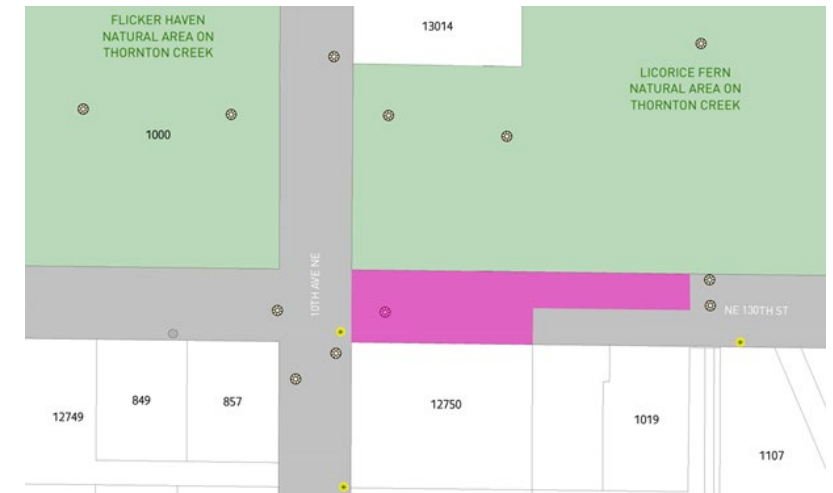 FLICKER HAVEN
NATURAL AREA ON
THORNTON CREEK
13014
LICORICE FERN
NATURAL AREA ON
THORNTON CREEK
1000
10TH AVE NE
NE 130TH ST
12749
849
857
12750
1019
1107